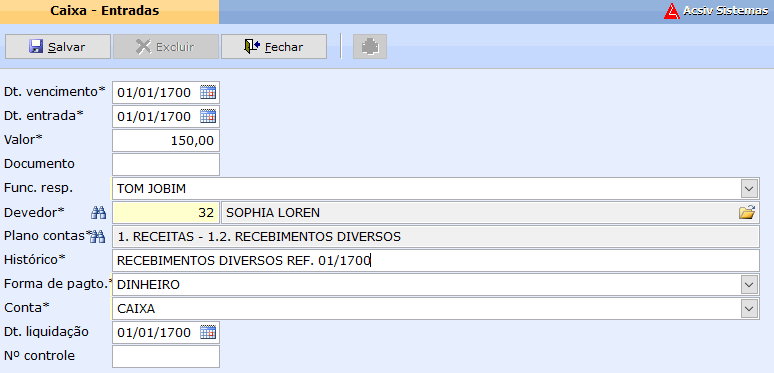 Caixa - Entradas
Acsiv Sistemas
Salvar Excluir Fechar
Dt. vencimento* 01/01/1700
Dt. entrada* 01/01/1700
Valor* 150,00
Documento
Func. resp. TOM JOBIM
Devedor* 32 SOPHIA LOREN
Plano contas* 1. RECEITAS - 1.2. RECEBIMENTOS DIVERSOS
Histórico* RECEBIMENTOS DIVERSOS REF. 01/1700
Forma de pagto.* DINHEIRO
Conta* CAIXA
Dt. liquidação 01/01/1700
Nº controle